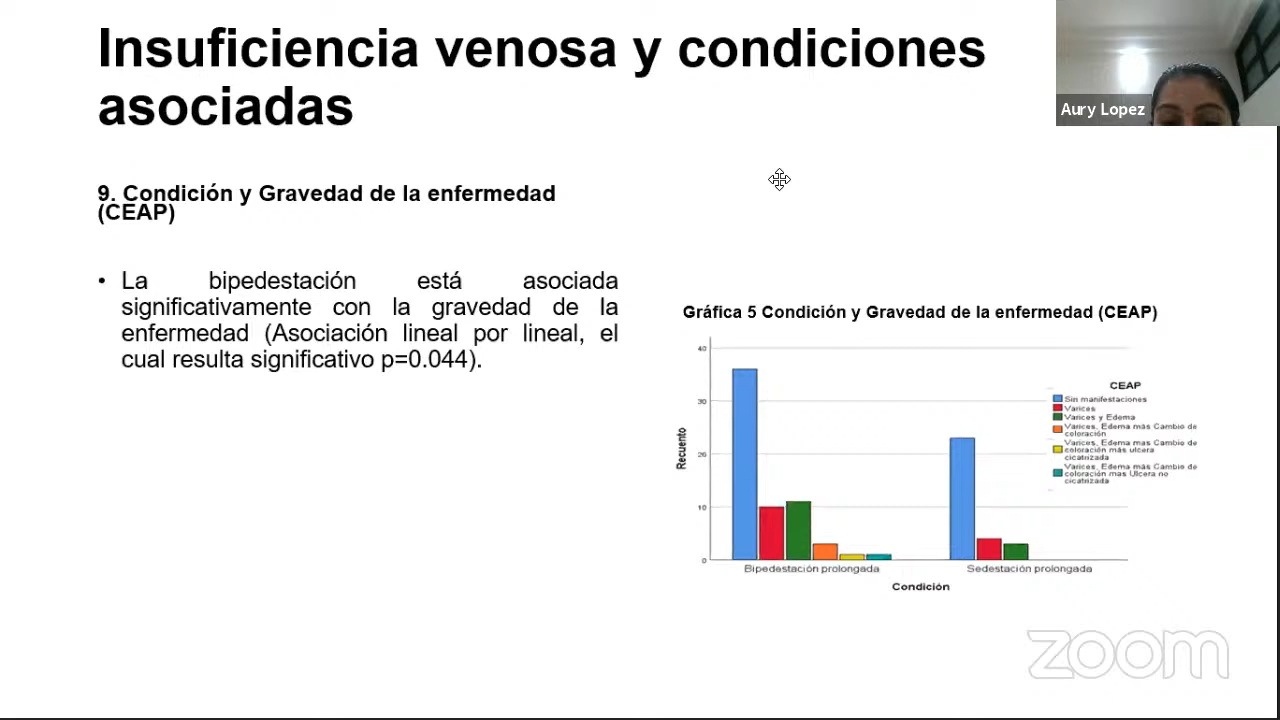 Insuficiencia venosa y condiciones
asociadas
Aury Lopez
9. Condición y Gravedad de la enfermedad
(CEAP)
• La bipedestación está asociada
significativamente con la gravedad de la
enfermedad (Asociación lineal por lineal, el
cual resulta significativo p=0.044).
Gráfica 5 Condición y Gravedad de la enfermedad (CEAP)
40
30
20
10
0
Recuento
CEAP
Sin manifestaciones
Varices
Varices y Edema
Varices, Edema más Cambio de
coloración
Varices, Edema mas Cambio de
coloración más ulcera
cicatrizada
Varices, Edema más Cambio de
coloración mas Ulcera no
cicatrizada
Bipedestación prolongada
Sedestación prolongada
Condición
zoom